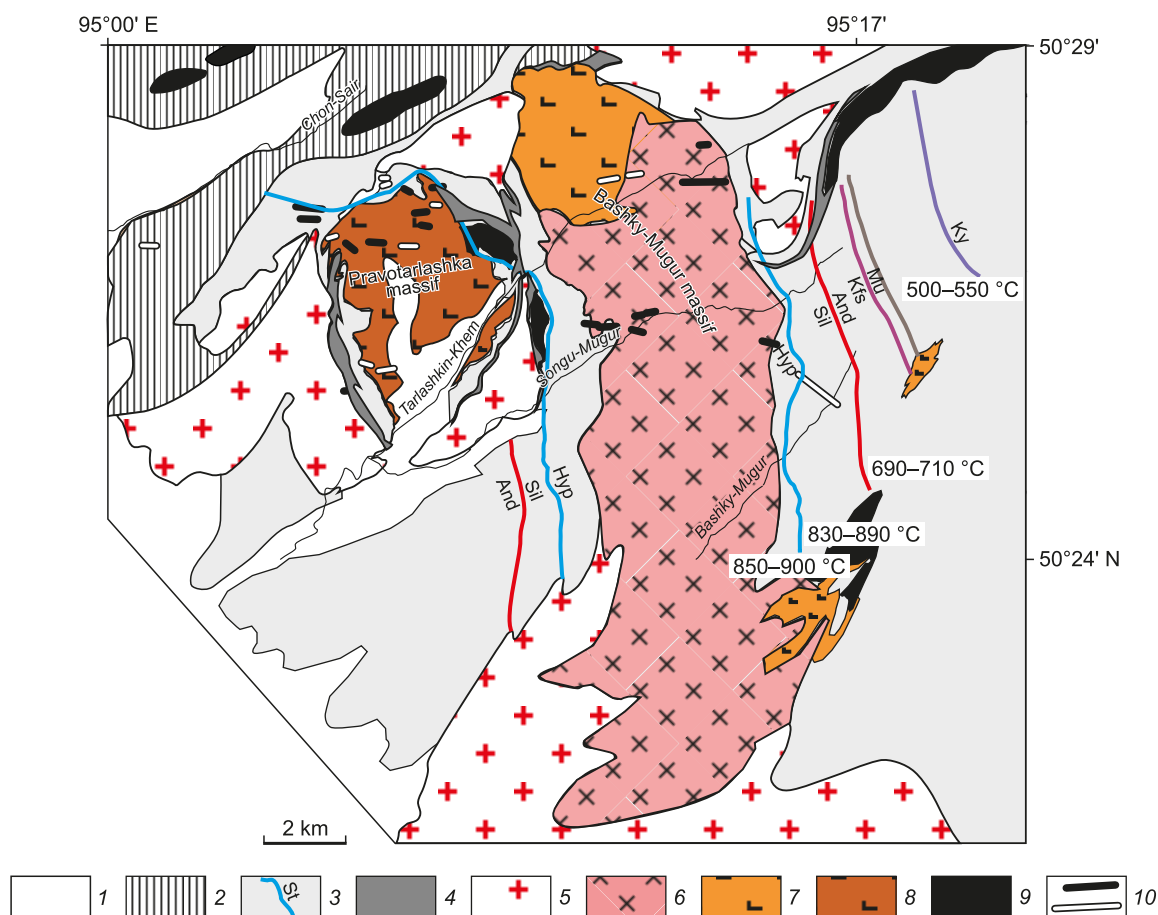 95°00' E
95°17'
50°29'
Chon-Sair
Bashky-Mugur massif
Ky
Pravotarlashka
massif
500–550 °C
Mu
Kfs
And
Sil
Songu-Mugur
Tarlashkin-Khem
Hyp
690–710 °C
And
Sil
Hyp
Bashky-Mugur
830–890 °C
850–900 °C
50°24' N
2 km
1
2
St
3
4
5
6
7
8
9
10